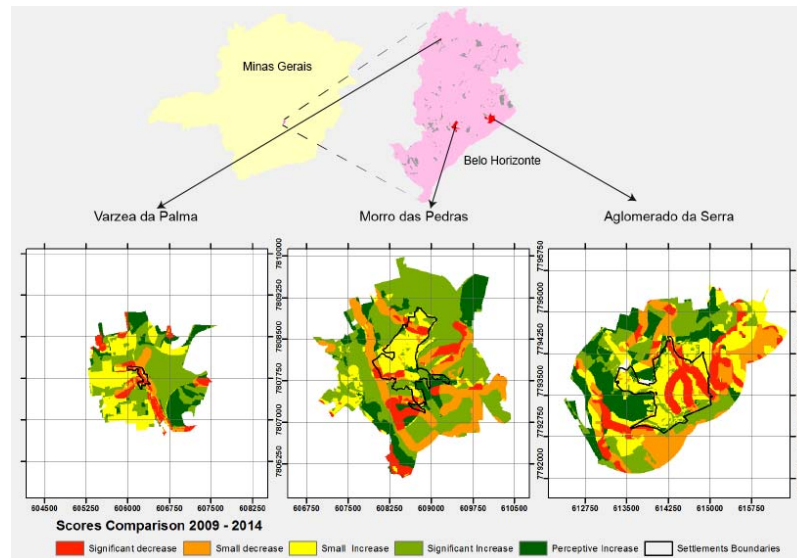 Minas Gerais
Belo Horizonte
Varzea da Palma
Morro das Pedras
Aglomerado da Serra
7810000
7809250
7808500
7807750
7807000
7806250
7796750
7795000
7794250
7793500
7792750
7792000
604500 605250 606000 606750 607500 608250
606750 607500 608250 609000 609750 610500
612750 613500 614250 615000 615750
Scores Comparison 2009 - 2014
Significant decrease Small decrease Small Increase Significant Increase Perceptive Increase Settlements Boundaries